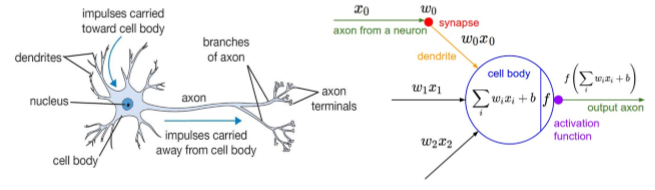 impulses carried
toward cell body
dendrites
nucleus
cell body
branches
of axon
axon
axon
terminals
impulses carried
away from cell body
x₀
w₀
synapse
axon from a neuron
w₀x₀
dendrite
w₁x₁
w₂x₂
cell body
∑ᵢ wᵢxᵢ + b
f
f(∑ᵢ wᵢxᵢ + b)
output axon
activation
function